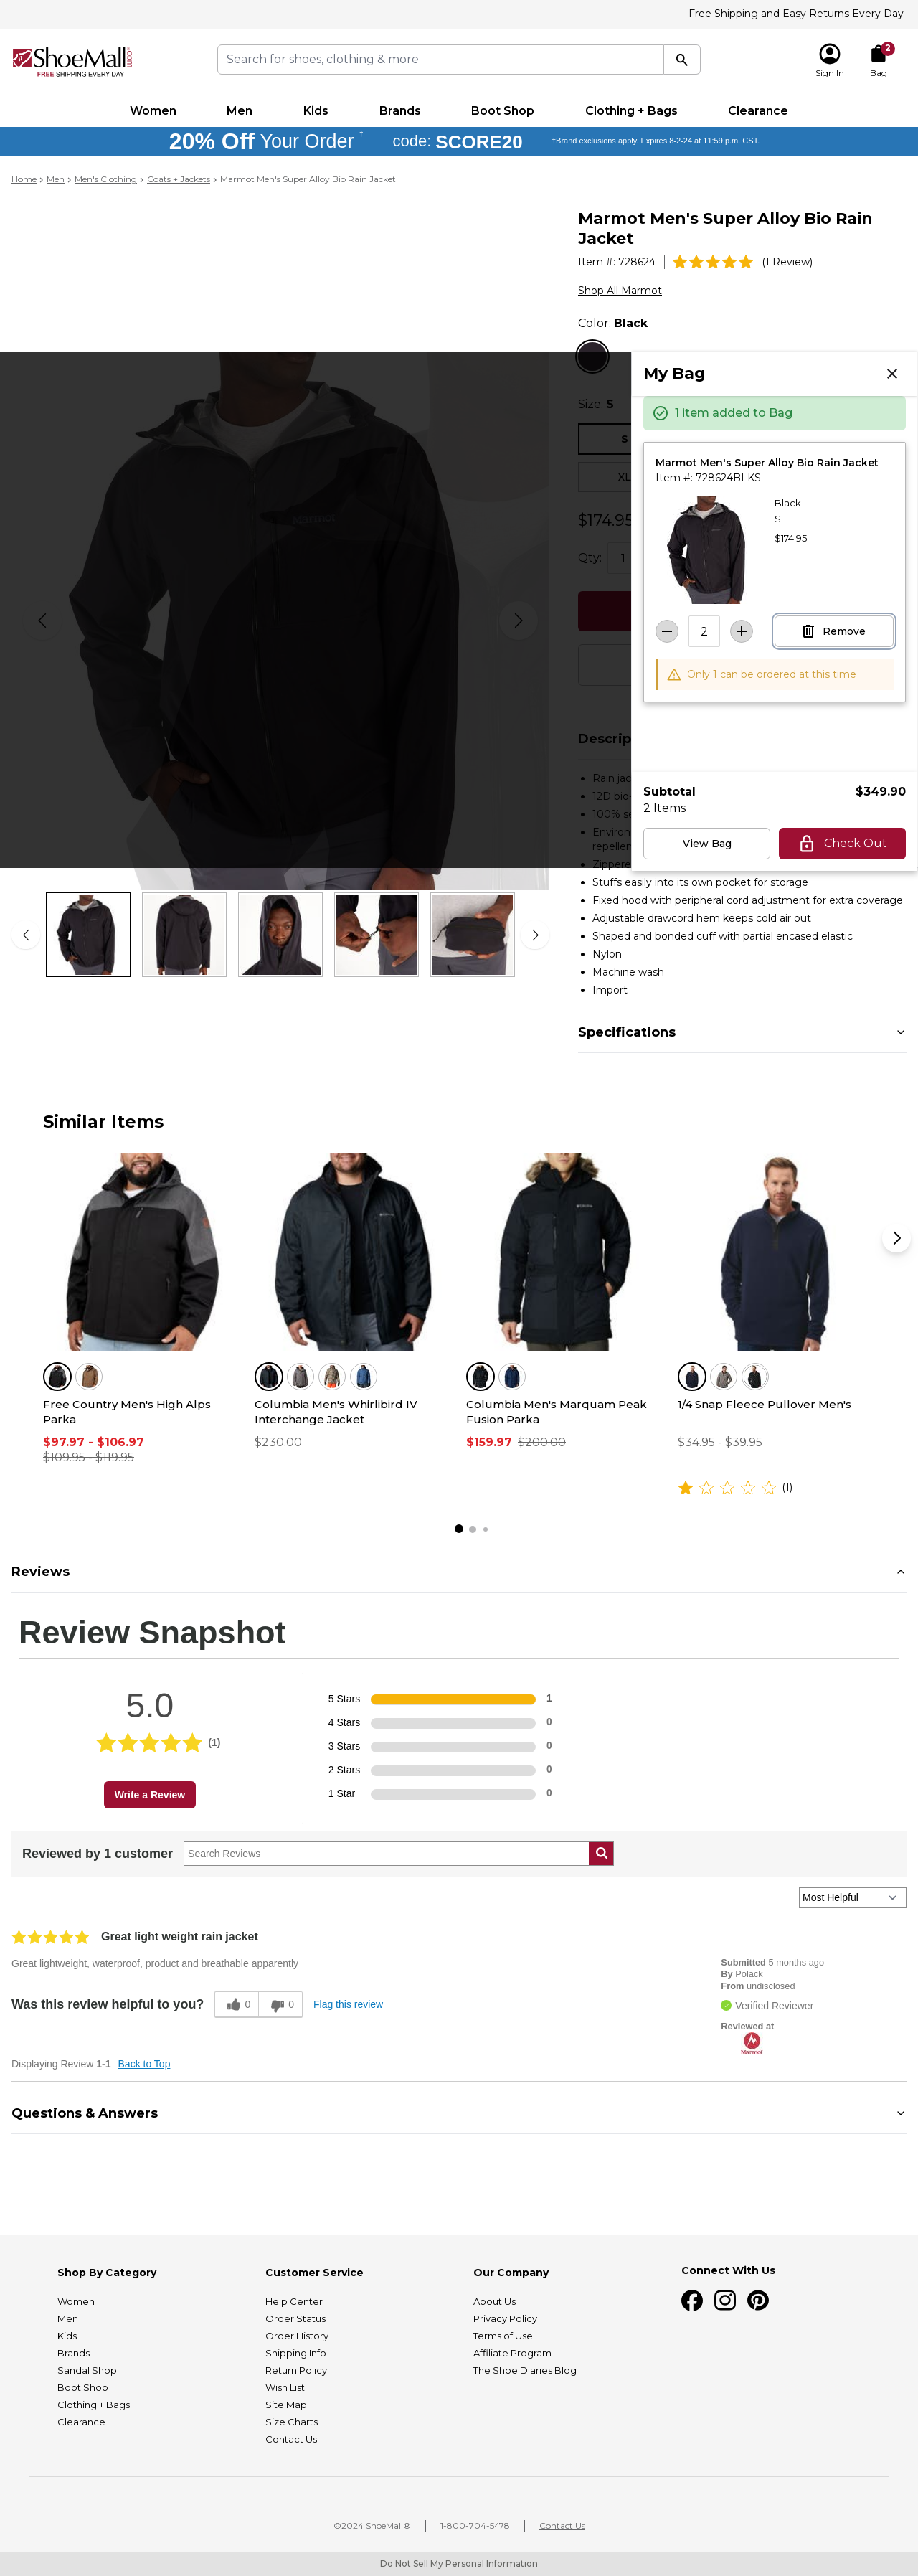 Free Shipping and Easy Returns Every Day
ShoeMall.com
FREE SHIPPING EVERY DAY
Search for shoes, clothing & more
Sign In
2
Bag
Women
Men
Kids
Brands
Boot Shop
Clothing + Bags
Clearance
20% Off Your Order † code: SCORE20 †Brand exclusions apply. Expires 8-2-24 at 11:59 p.m. CST.
Home > Men > Men's Clothing > Coats + Jackets > Marmot Men's Super Alloy Bio Rain Jacket
Marmot Men's Super Alloy Bio Rain Jacket
Item #: 728624
(1 Review)
Shop All Marmot
Color: Black
Size: S
S
XL
$174.95
Qty: 1
My Bag
1 item added to Bag
Marmot Men's Super Alloy Bio Rain Jacket
Item #: 728624BLKS
Black
S
$174.95
2
Remove
Only 1 can be ordered at this time
Subtotal $349.90
2 Items
View Bag
Check Out
Descrip
Rain jac
12D bio
100% se
Environ
repellen
Zippere
Stuffs easily into its own pocket for storage
Fixed hood with peripheral cord adjustment for extra coverage
Adjustable drawcord hem keeps cold air out
Shaped and bonded cuff with partial encased elastic
Nylon
Machine wash
Import
Specifications
Similar Items
Free Country Men's High Alps Parka
$97.97 - $106.97
$109.95 - $119.95
Columbia Men's Whirlibird IV Interchange Jacket
$230.00
Columbia Men's Marquam Peak Fusion Parka
$159.97 $200.00
1/4 Snap Fleece Pullover Men's
$34.95 - $39.95
(1)
Reviews
Review Snapshot
5.0
(1)
Write a Review
5 Stars 1
4 Stars 0
3 Stars 0
2 Stars 0
1 Star 0
Reviewed by 1 customer
Search Reviews
Most Helpful
Great light weight rain jacket
Great lightweight, waterproof, product and breathable apparently
Submitted 5 months ago
By Polack
From undisclosed
Verified Reviewer
Reviewed at
Marmot
Was this review helpful to you? 0 0 Flag this review
Displaying Review 1-1 Back to Top
Questions & Answers
Shop By Category
Women
Men
Kids
Brands
Sandal Shop
Boot Shop
Clothing + Bags
Clearance
Customer Service
Help Center
Order Status
Order History
Shipping Info
Return Policy
Wish List
Site Map
Size Charts
Contact Us
Our Company
About Us
Privacy Policy
Terms of Use
Affiliate Program
The Shoe Diaries Blog
Connect With Us
©2024 ShoeMall® | 1-800-704-5478 | Contact Us
Do Not Sell My Personal Information